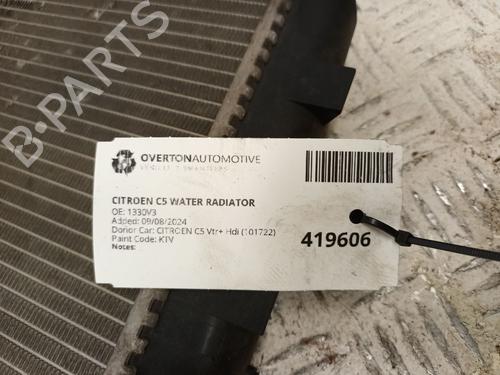 B-PARTS
OVERTONAUTOMOTIVE
CITROEN C5 WATER RADIATOR
OE: 1330V3
Added: 09/08/2024
Donor Car: CITROEN C5 Vtr+ Hdi (101722)
Paint Code: KTV
Notes:
419606